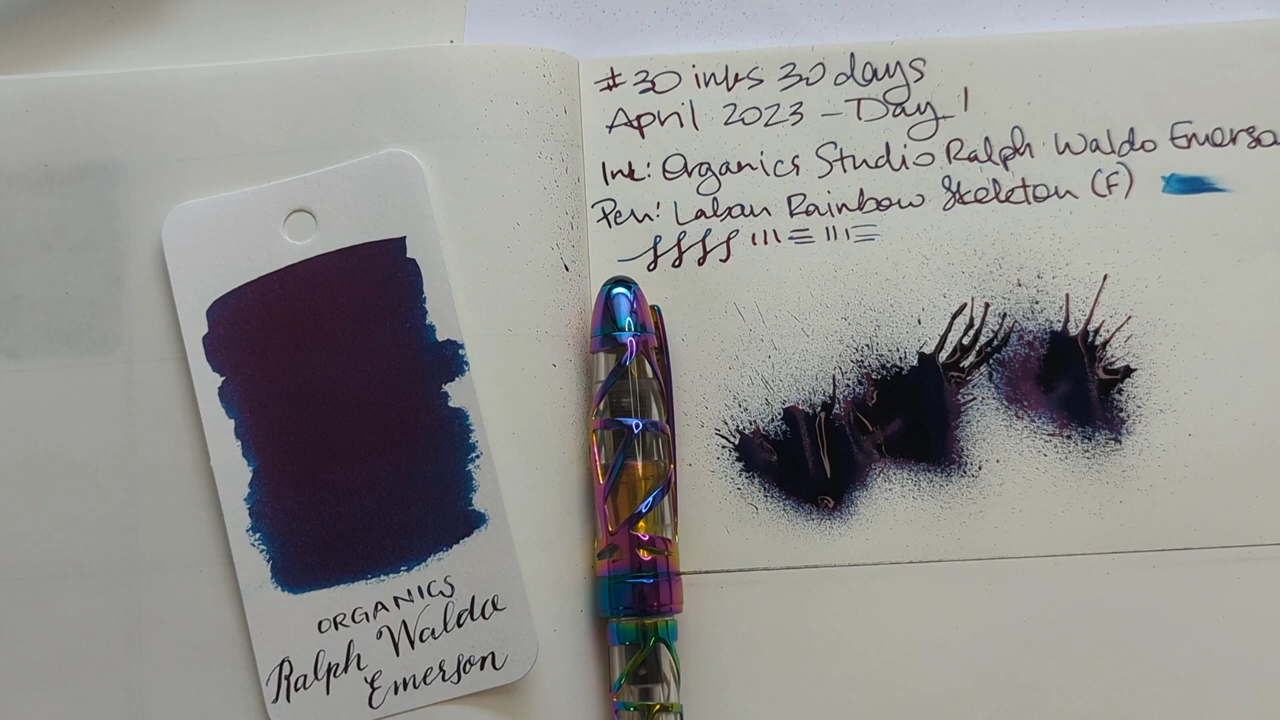 #30 inks 30 days
April 2023 - Day 1
Ink: Organics Studio Ralph Waldo Emerso
Pen: Laban Rainbow Skeleton (F)
ORGANICS
Ralph Waldo
Emerson